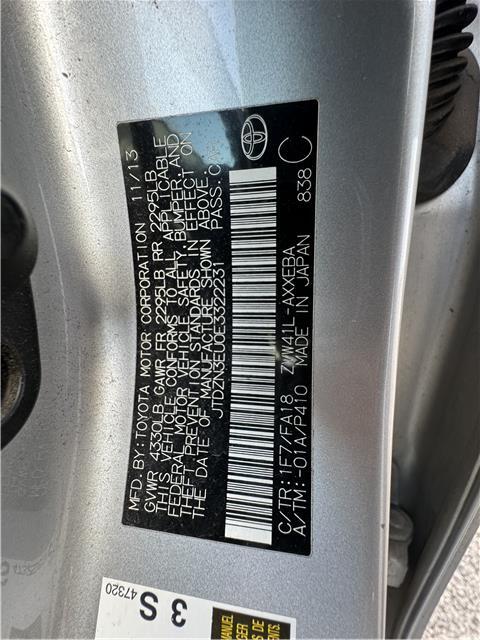 MFD. BY: TOYOTA MOTOR CORPORATION 11/13
GVWR 4330LB GAWR FR 2295LB RR 2295LB
THIS VEHICLE CONFORMS TO ALL APPLICABLE
FEDERAL MOTOR VEHICLE SAFETY, BUMPER, AND
THEFT PREVENTION STANDARDS IN EFFECT ON
THE DATE OF MANUFACTURE SHOWN ABOVE.
JTDZN3EU0E3322231 PASS. CAR
C/TR: 1F7/FA18 ZVW41L-AXXEBA
A/TM: -01A/P410 MADE IN JAPAN 838 C
47320
3 S
MANUEL